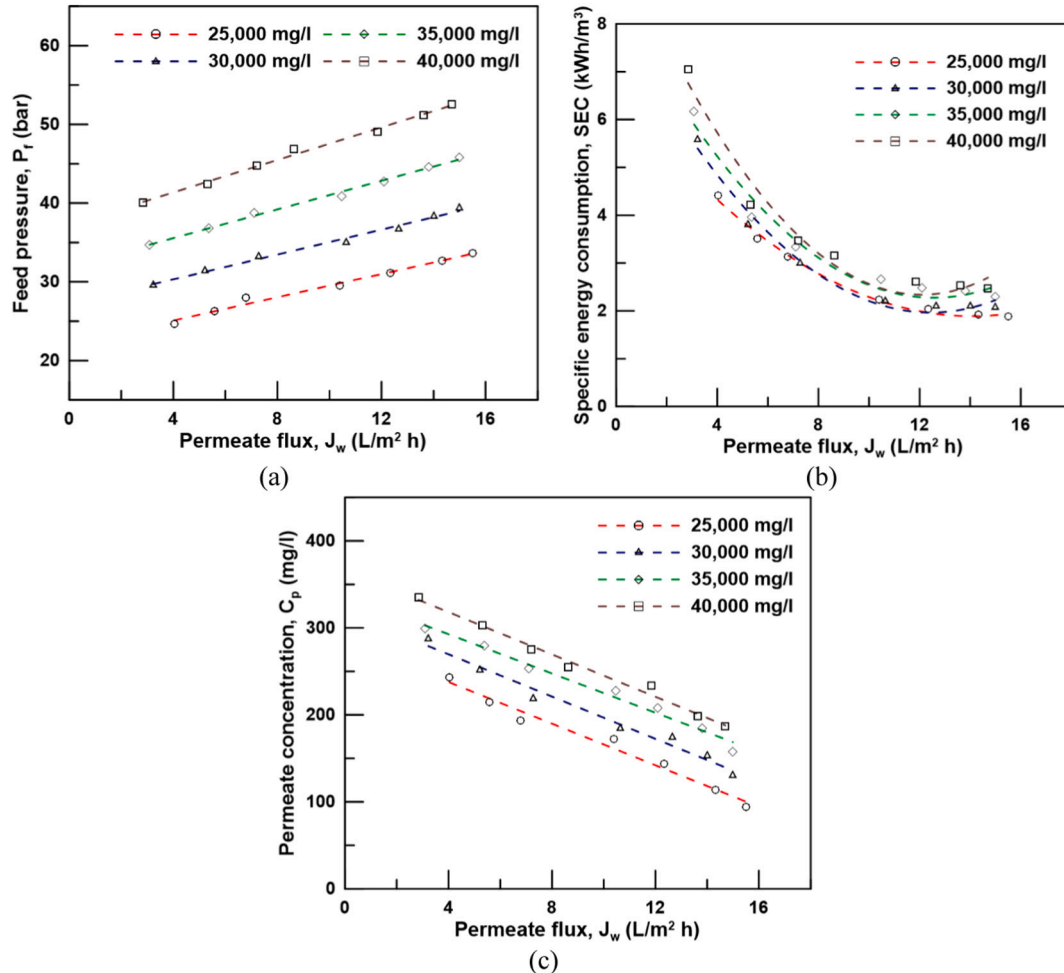 Feed pressure, Pf (bar)
60
50
40
30
20
25,000 mg/l
35,000 mg/l
30,000 mg/l
40,000 mg/l
0
4
8
12
16
Permeate flux, Jw (L/m² h)
(a)
Specific energy consumption, SEC (kWh/m³)
8
6
4
2
0
25,000 mg/l
30,000 mg/l
35,000 mg/l
40,000 mg/l
0
4
8
12
16
Permeate flux, Jw (L/m² h)
(b)
Permeate concentration, Cp (mg/l)
400
300
200
100
0
25,000 mg/l
30,000 mg/l
35,000 mg/l
40,000 mg/l
0
4
8
12
16
Permeate flux, Jw (L/m² h)
(c)